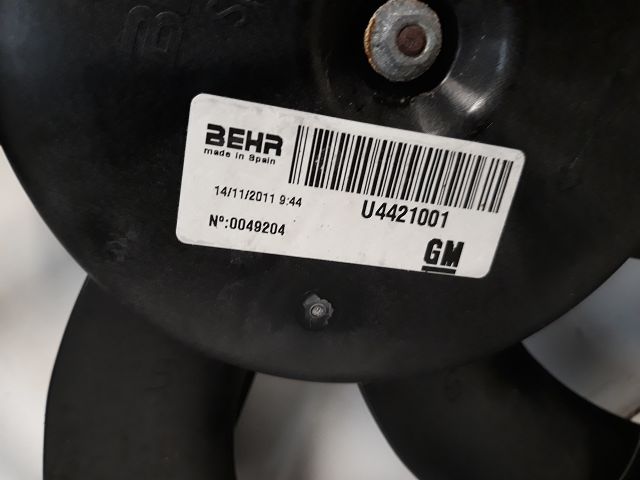 BEHR
made in Spain
14/11/2011 9:44
U4421001
Nº:0049204
GM